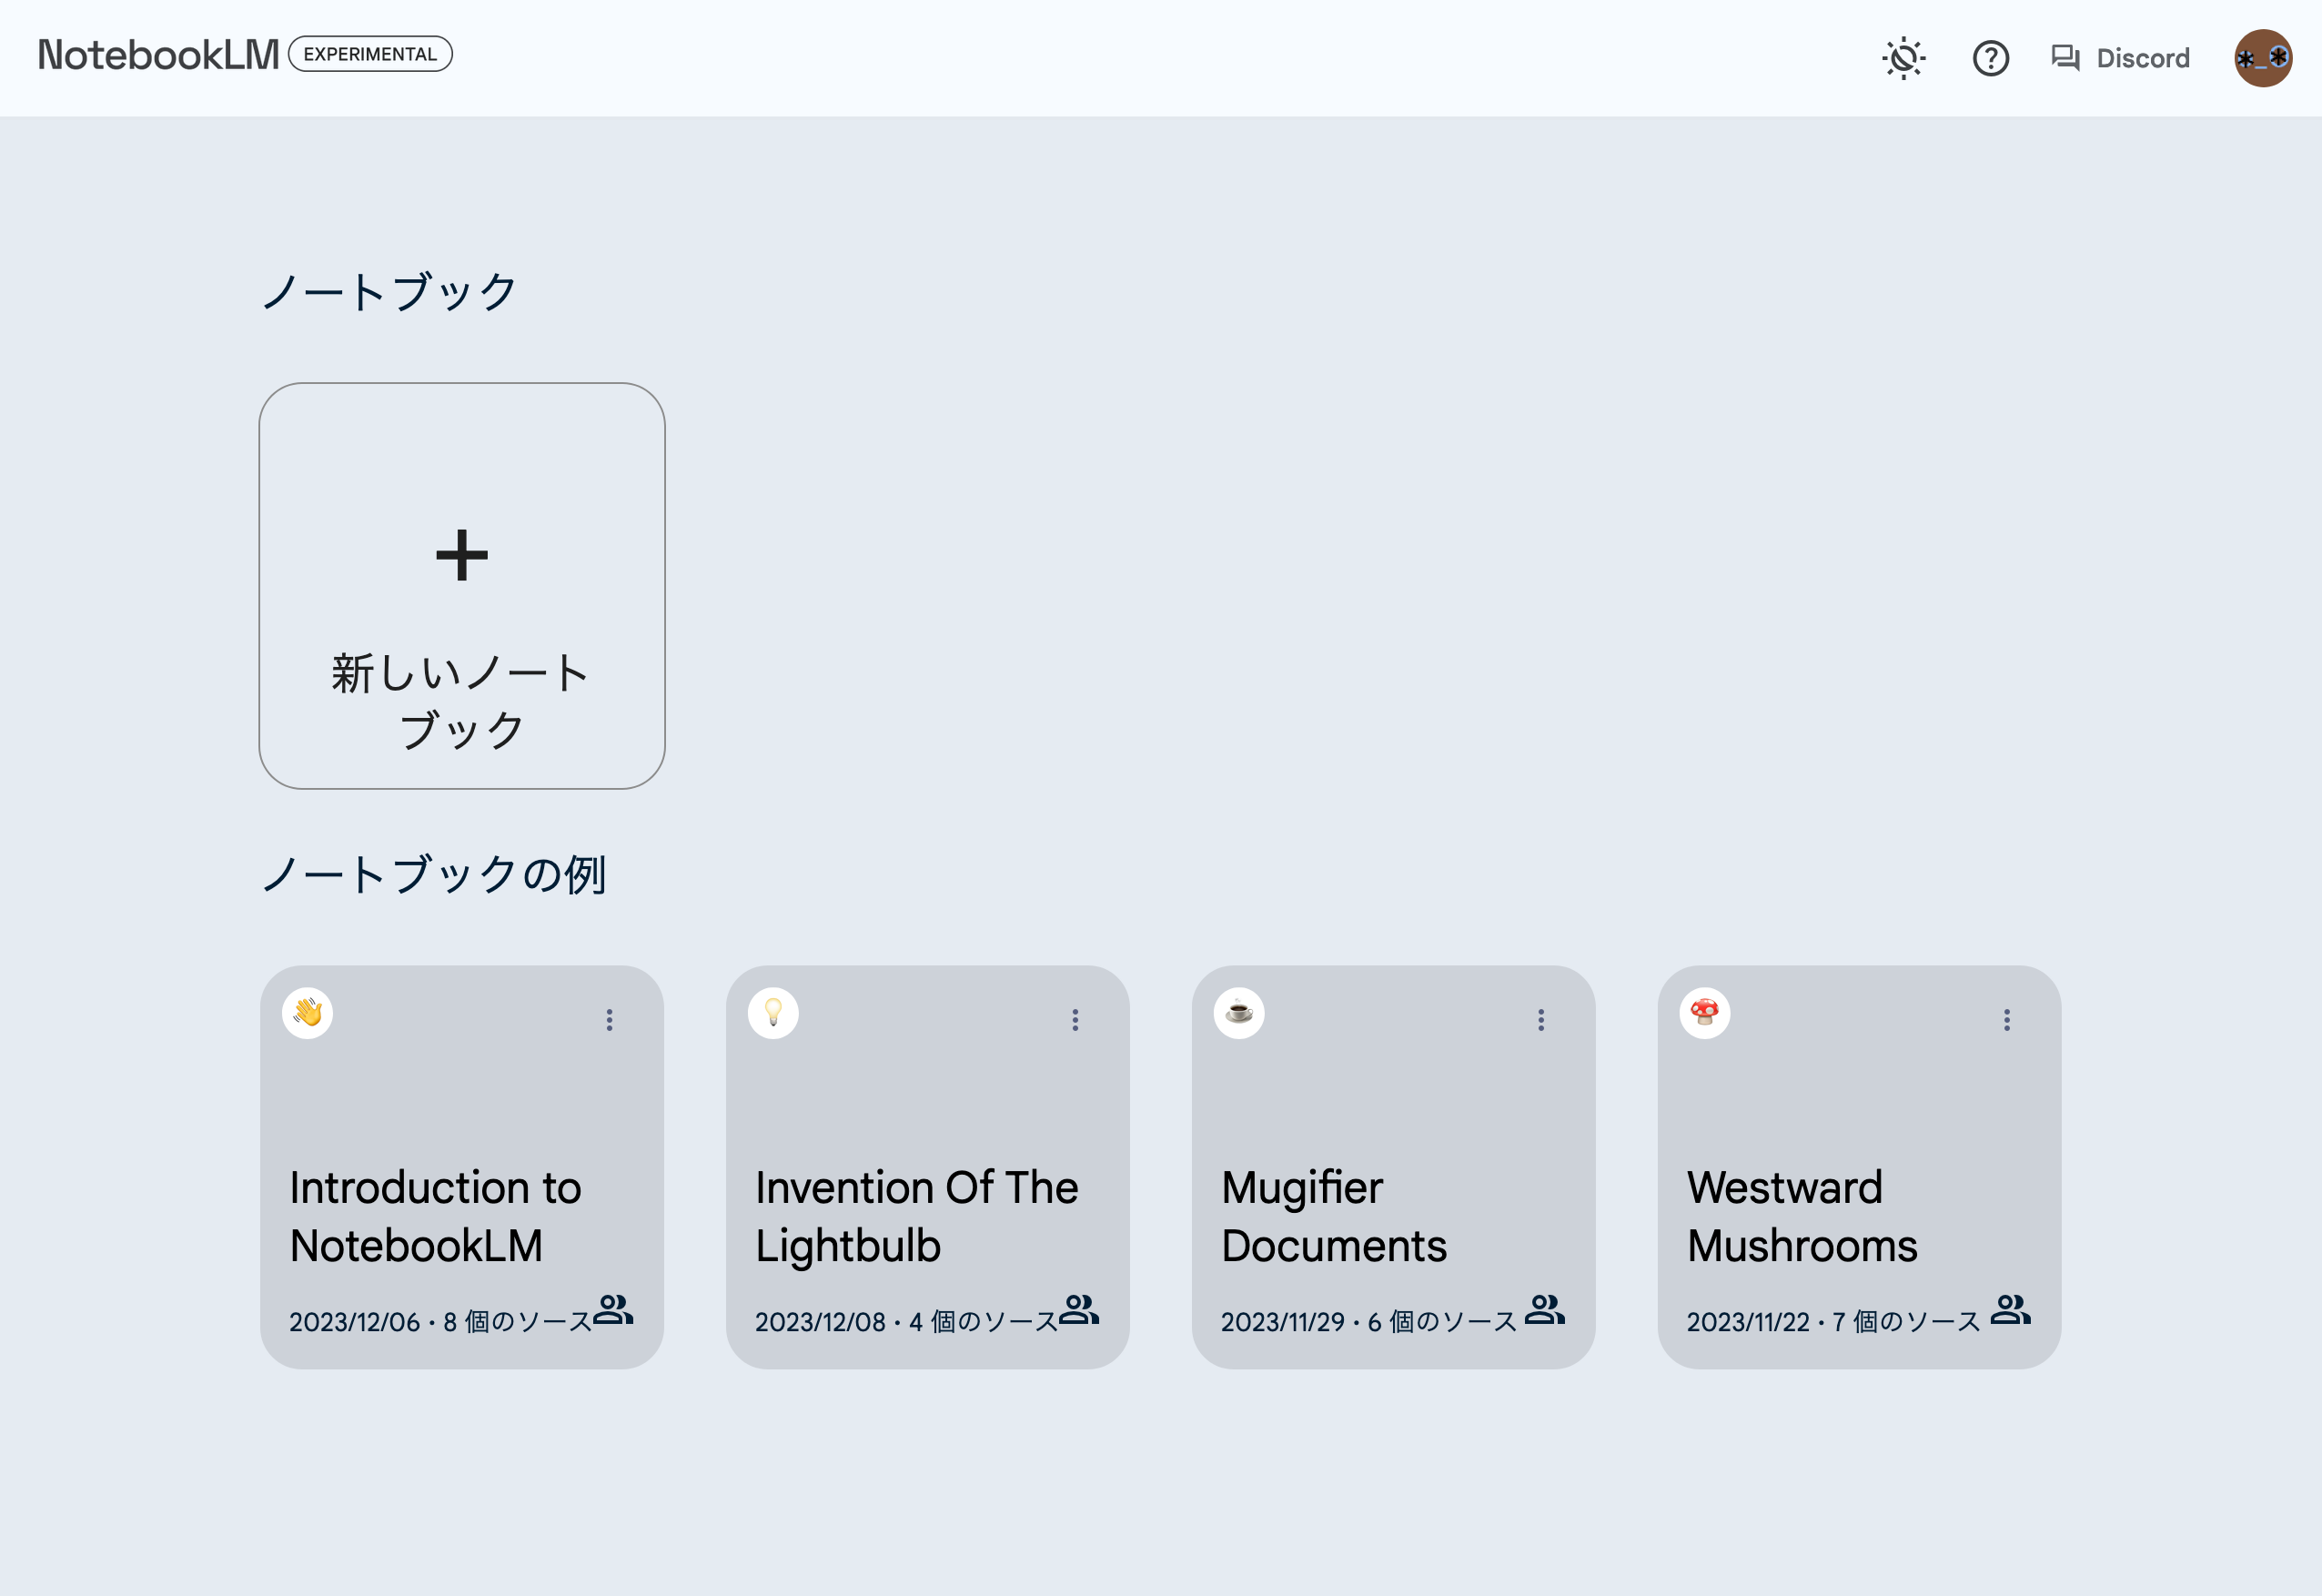 NotebookLM EXPERIMENTAL
Discord
ノートブック
新しいノート
ブック
ノートブックの例
Introduction to
NotebookLM
2023/12/06・8 個のソース
Invention Of The
Lightbulb
2023/12/08・4 個のソース
Mugifier
Documents
2023/11/29・6 個のソース
Westward
Mushrooms
2023/11/22・7 個のソース